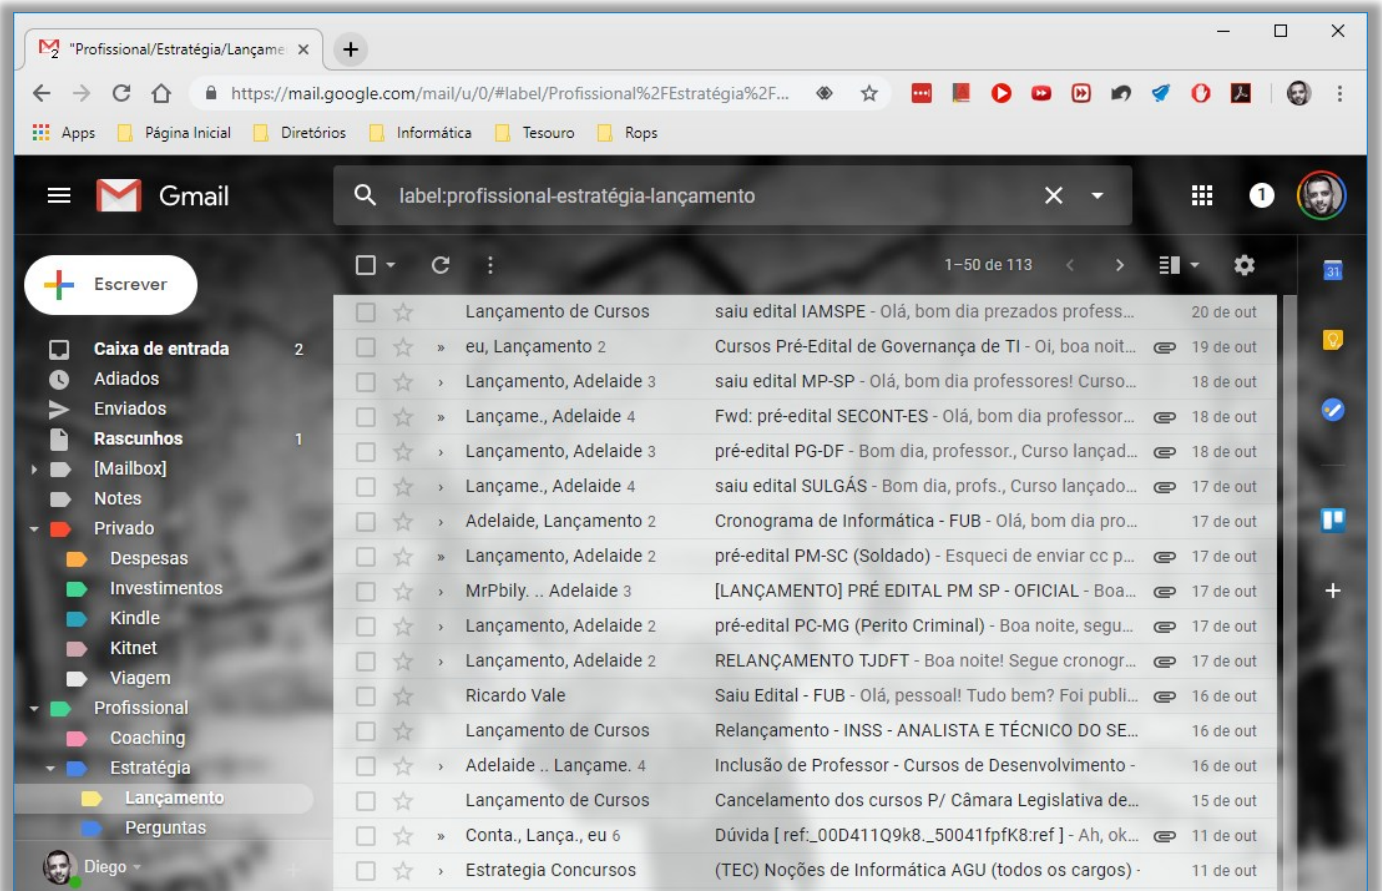 "Profissional/Estratégia/Lançame
https://mail.google.com/mail/u/0/#label/Profissional%2FEstratégia%2F...
Apps Página Inicial Diretórios Informática Tesouro Rops
Gmail
label:profissional-estratégia-lançamento
1
Escrever
1–50 de 113
31
Caixa de entrada 2
Adiados
Enviados
Rascunhos 1
[Mailbox]
Notes
Privado
Despesas
Investimentos
Kindle
Kitnet
Viagem
Profissional
Coaching
Estratégia
Lançamento
Perguntas
Diego
Lançamento de Cursos saiu edital IAMSPE - Olá, bom dia prezados profess... 20 de out
» eu, Lançamento 2 Cursos Pré-Edital de Governança de TI - Oi, boa noit... 19 de out
› Lançamento, Adelaide 3 saiu edital MP-SP - Olá, bom dia professores! Curso... 18 de out
» Lançame., Adelaide 4 Fwd: pré-edital SECONT-ES - Olá, bom dia professor... 18 de out
› Lançamento, Adelaide 3 pré-edital PG-DF - Bom dia, professor., Curso lançad... 18 de out
› Lançame., Adelaide 4 saiu edital SULGÁS - Bom dia, profs., Curso lançado... 17 de out
› Adelaide, Lançamento 2 Cronograma de Informática - FUB - Olá, bom dia pro... 17 de out
» Lançamento, Adelaide 2 pré-edital PM-SC (Soldado) - Esqueci de enviar cc p... 17 de out
› MrPbily. .. Adelaide 3 [LANÇAMENTO] PRÉ EDITAL PM SP - OFICIAL - Boa... 17 de out
› Lançamento, Adelaide 2 pré-edital PC-MG (Perito Criminal) - Boa noite, segu... 17 de out
› Lançamento, Adelaide 2 RELANÇAMENTO TJDFT - Boa noite! Segue cronogr... 17 de out
Ricardo Vale Saiu Edital - FUB - Olá, pessoal! Tudo bem? Foi publi... 16 de out
Lançamento de Cursos Relançamento - INSS - ANALISTA E TÉCNICO DO SE... 16 de out
› Adelaide .. Lançame. 4 Inclusão de Professor - Cursos de Desenvolvimento - 16 de out
Lançamento de Cursos Cancelamento dos cursos P/ Câmara Legislativa de... 15 de out
» Conta., Lança., eu 6 Dúvida [ ref:_00D411Q9k8._50041fpfK8:ref ] - Ah, ok... 11 de out
› Estrategia Concursos (TEC) Noções de Informática AGU (todos os cargos) - 11 de out